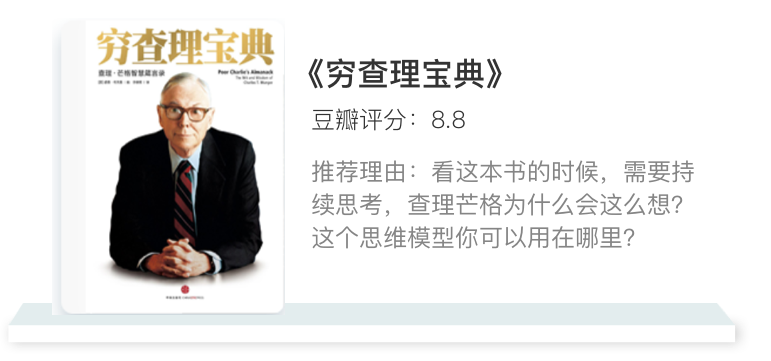 穷查理宝典
查理·芒格智慧箴言录
Poor Charlie's Almanack
The Wit and Wisdom of
Charles T. Munger
《穷查理宝典》
豆瓣评分：8.8
推荐理由：看这本书的时候，需要持
续思考，查理芒格为什么会这么想？
这个思维模型你可以用在哪里？